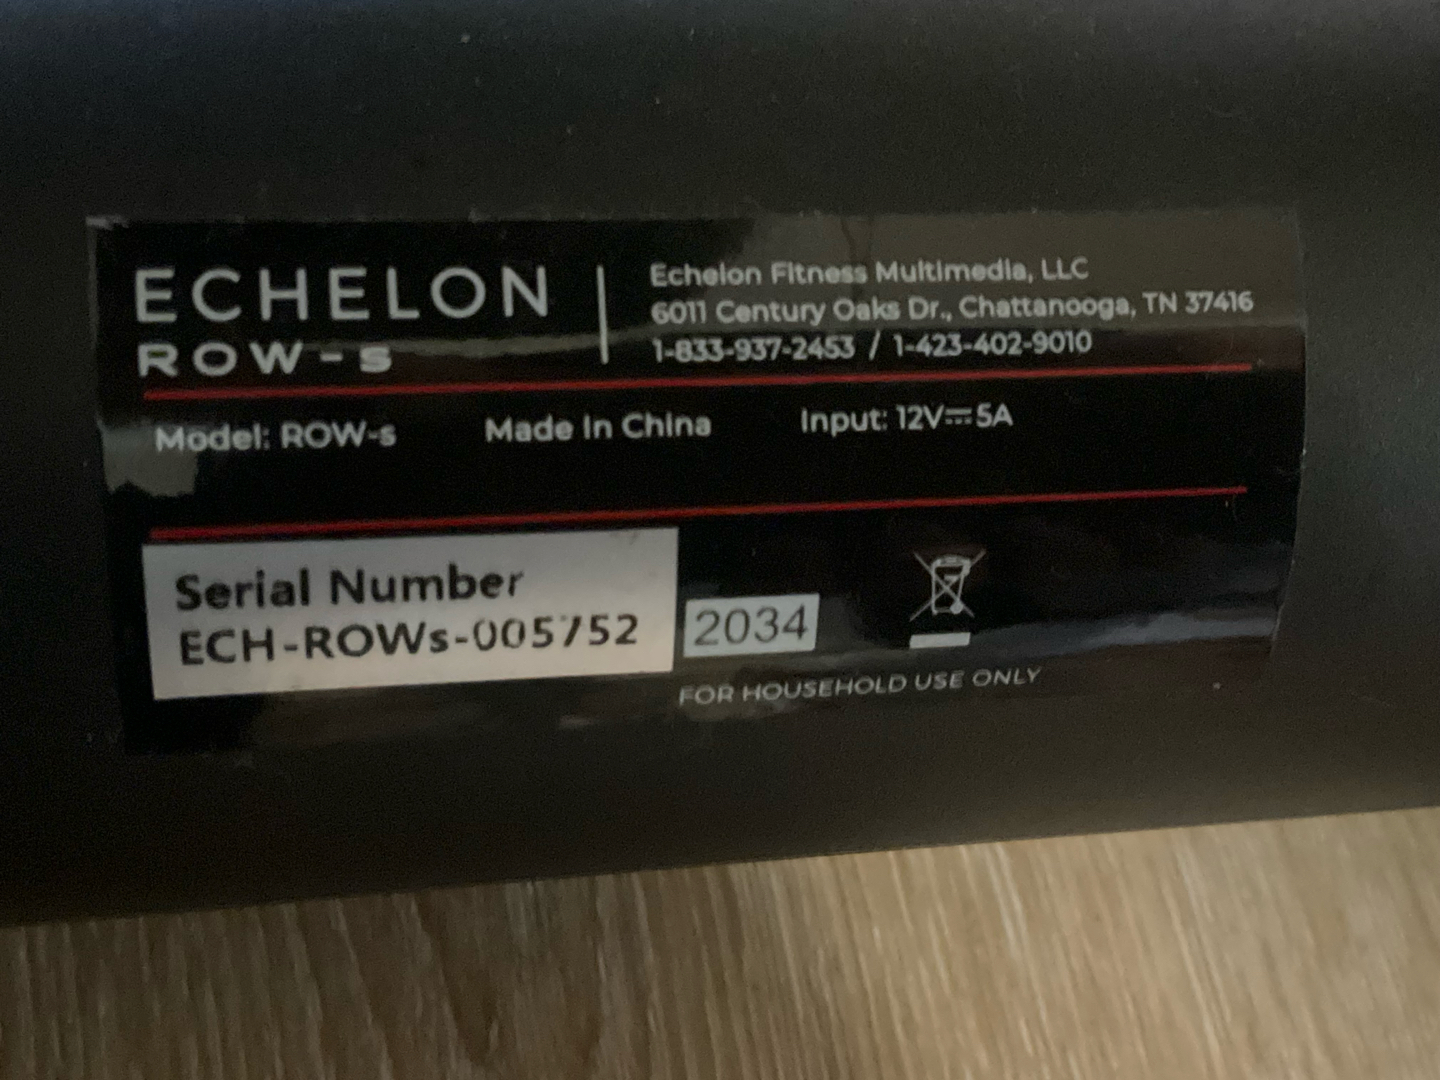 ECHELON
ROW-s
Echelon Fitness Multimedia, LLC
6011 Century Oaks Dr., Chattanooga, TN 37416
1-833-937-2453 / 1-423-402-9010
Model: ROW-s Made In China Input: 12V⎓5A
Serial Number
ECH-ROWs-005752
2034
FOR HOUSEHOLD USE ONLY